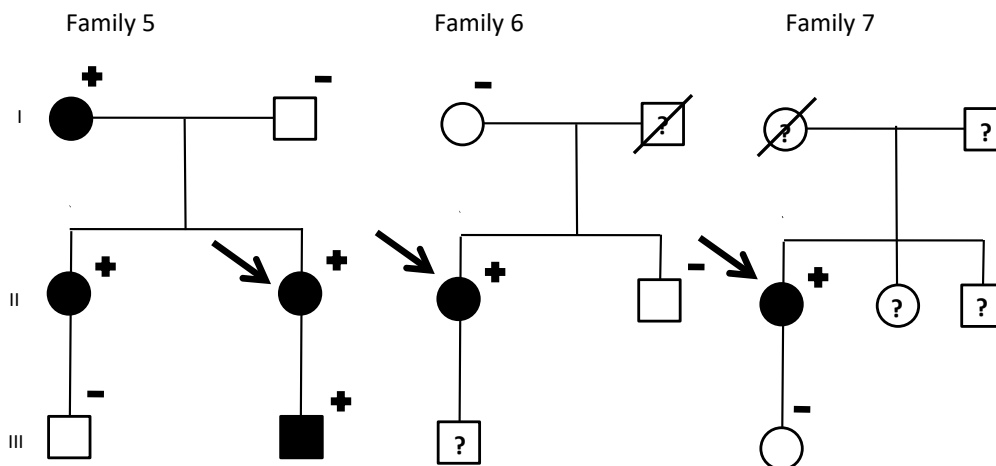 Family 5 Family 6 Family 7
+ - -
I ? ? ?
+ + + - +
II ? ?
- + -
III ?